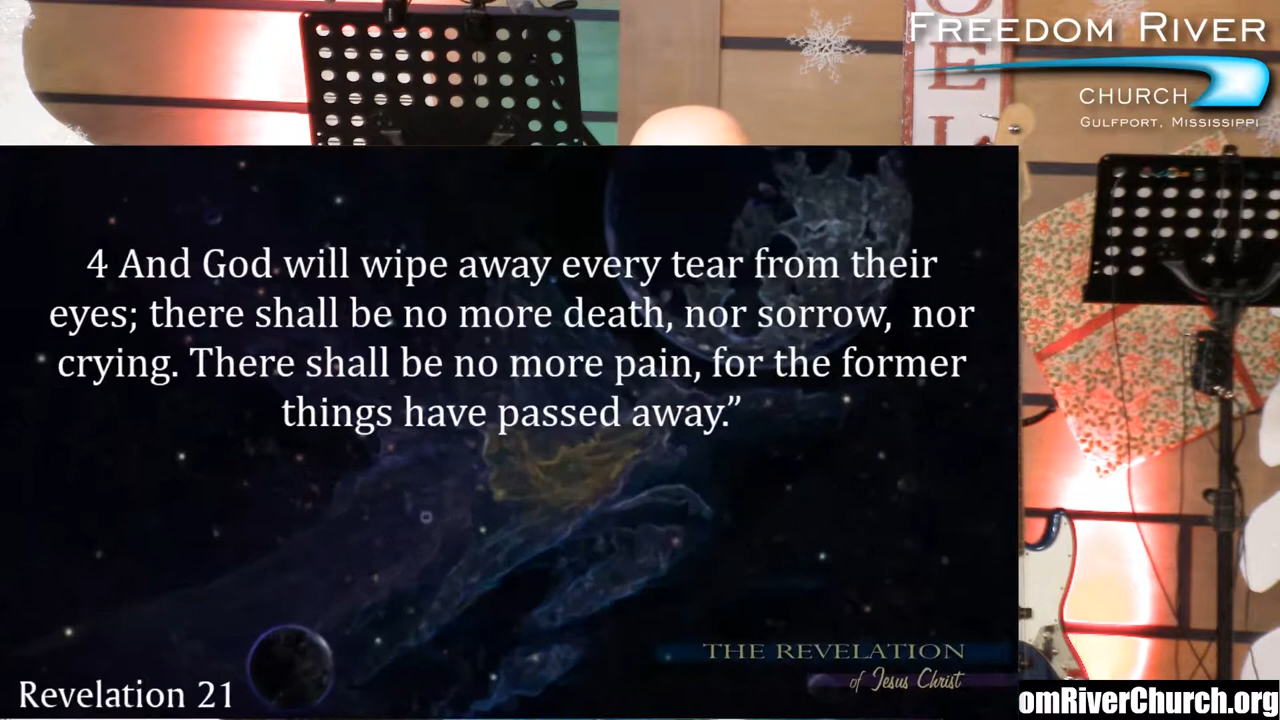 FREEDOM RIVER
CHURCH
GULFPORT, MISSISSIPPI
OEL
4 And God will wipe away every tear from their
eyes; there shall be no more death, nor sorrow,  nor
crying. There shall be no more pain, for the former
things have passed away.”
THE REVELATION
of Jesus Christ
Revelation 21
omRiverChurch.org